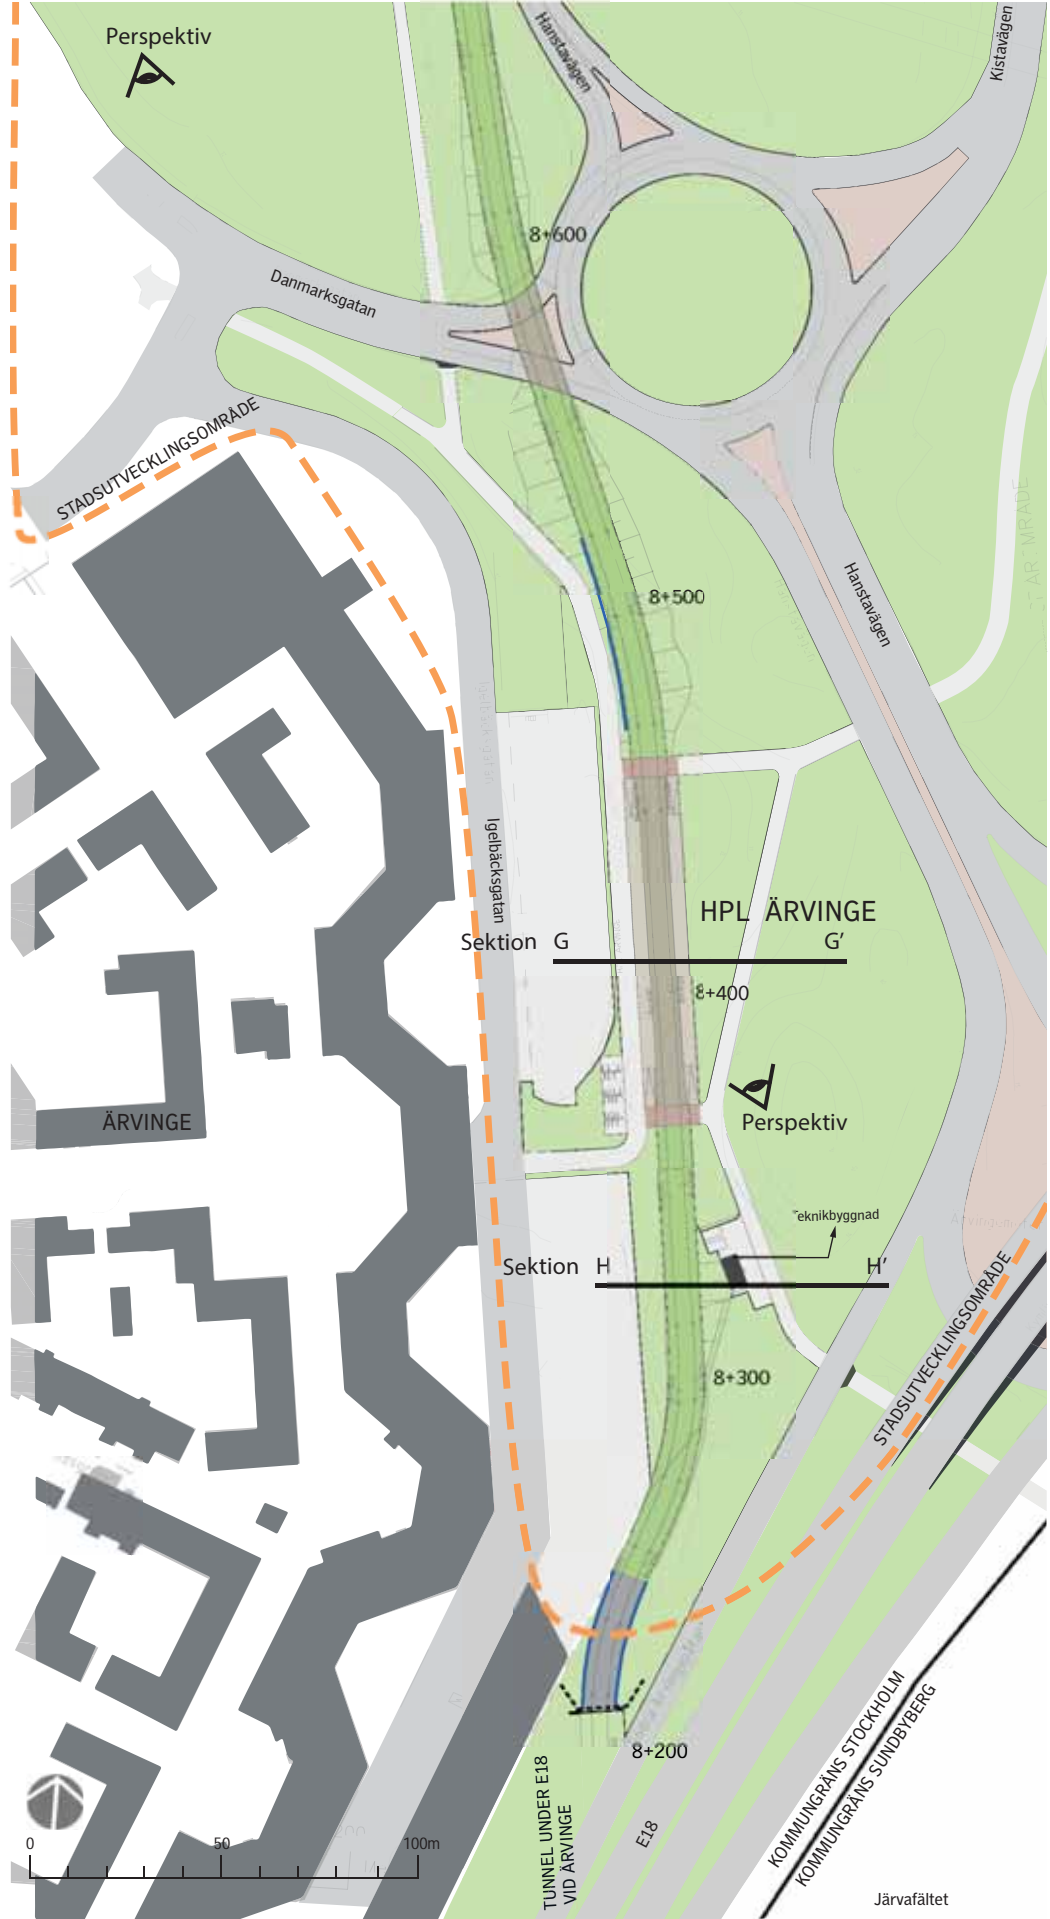 Perspektiv
Hanstavägen
Kistavägen
8+600
Danmarksgatan
STADSUTVECKLINGSOMRÅDE
8+500
Hanstavägen
Igelbäcksgatan
Igelbäcksgatan
HPL ÄRVINGE
Sektion G
G'
8+400
ÄRVINGE
Perspektiv
eknikbyggnad
Sektion H
H'
STADSUTVECKLINGSOMRÅDE
8+300
8+200
TUNNEL UNDER E18
VID ÄRVINGE
E18
KOMMUNGRÄNS STOCKHOLM
KOMMUNGRÄNS SUNDBYBERG
0 50 100m
Järvafältet